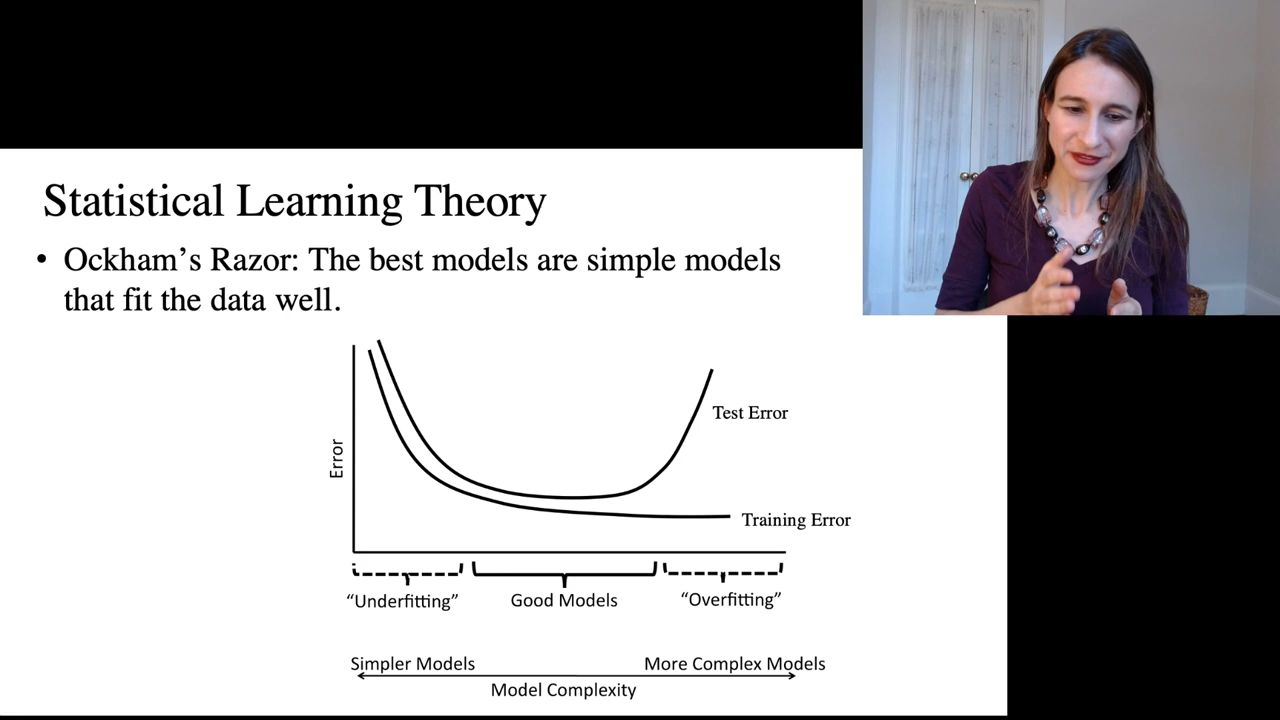 Statistical Learning Theory
• Ockham’s Razor: The best models are simple models
that fit the data well.
Error
Test Error
Training Error
“Underfitting”
Good Models
“Overfitting”
Simpler Models
More Complex Models
Model Complexity